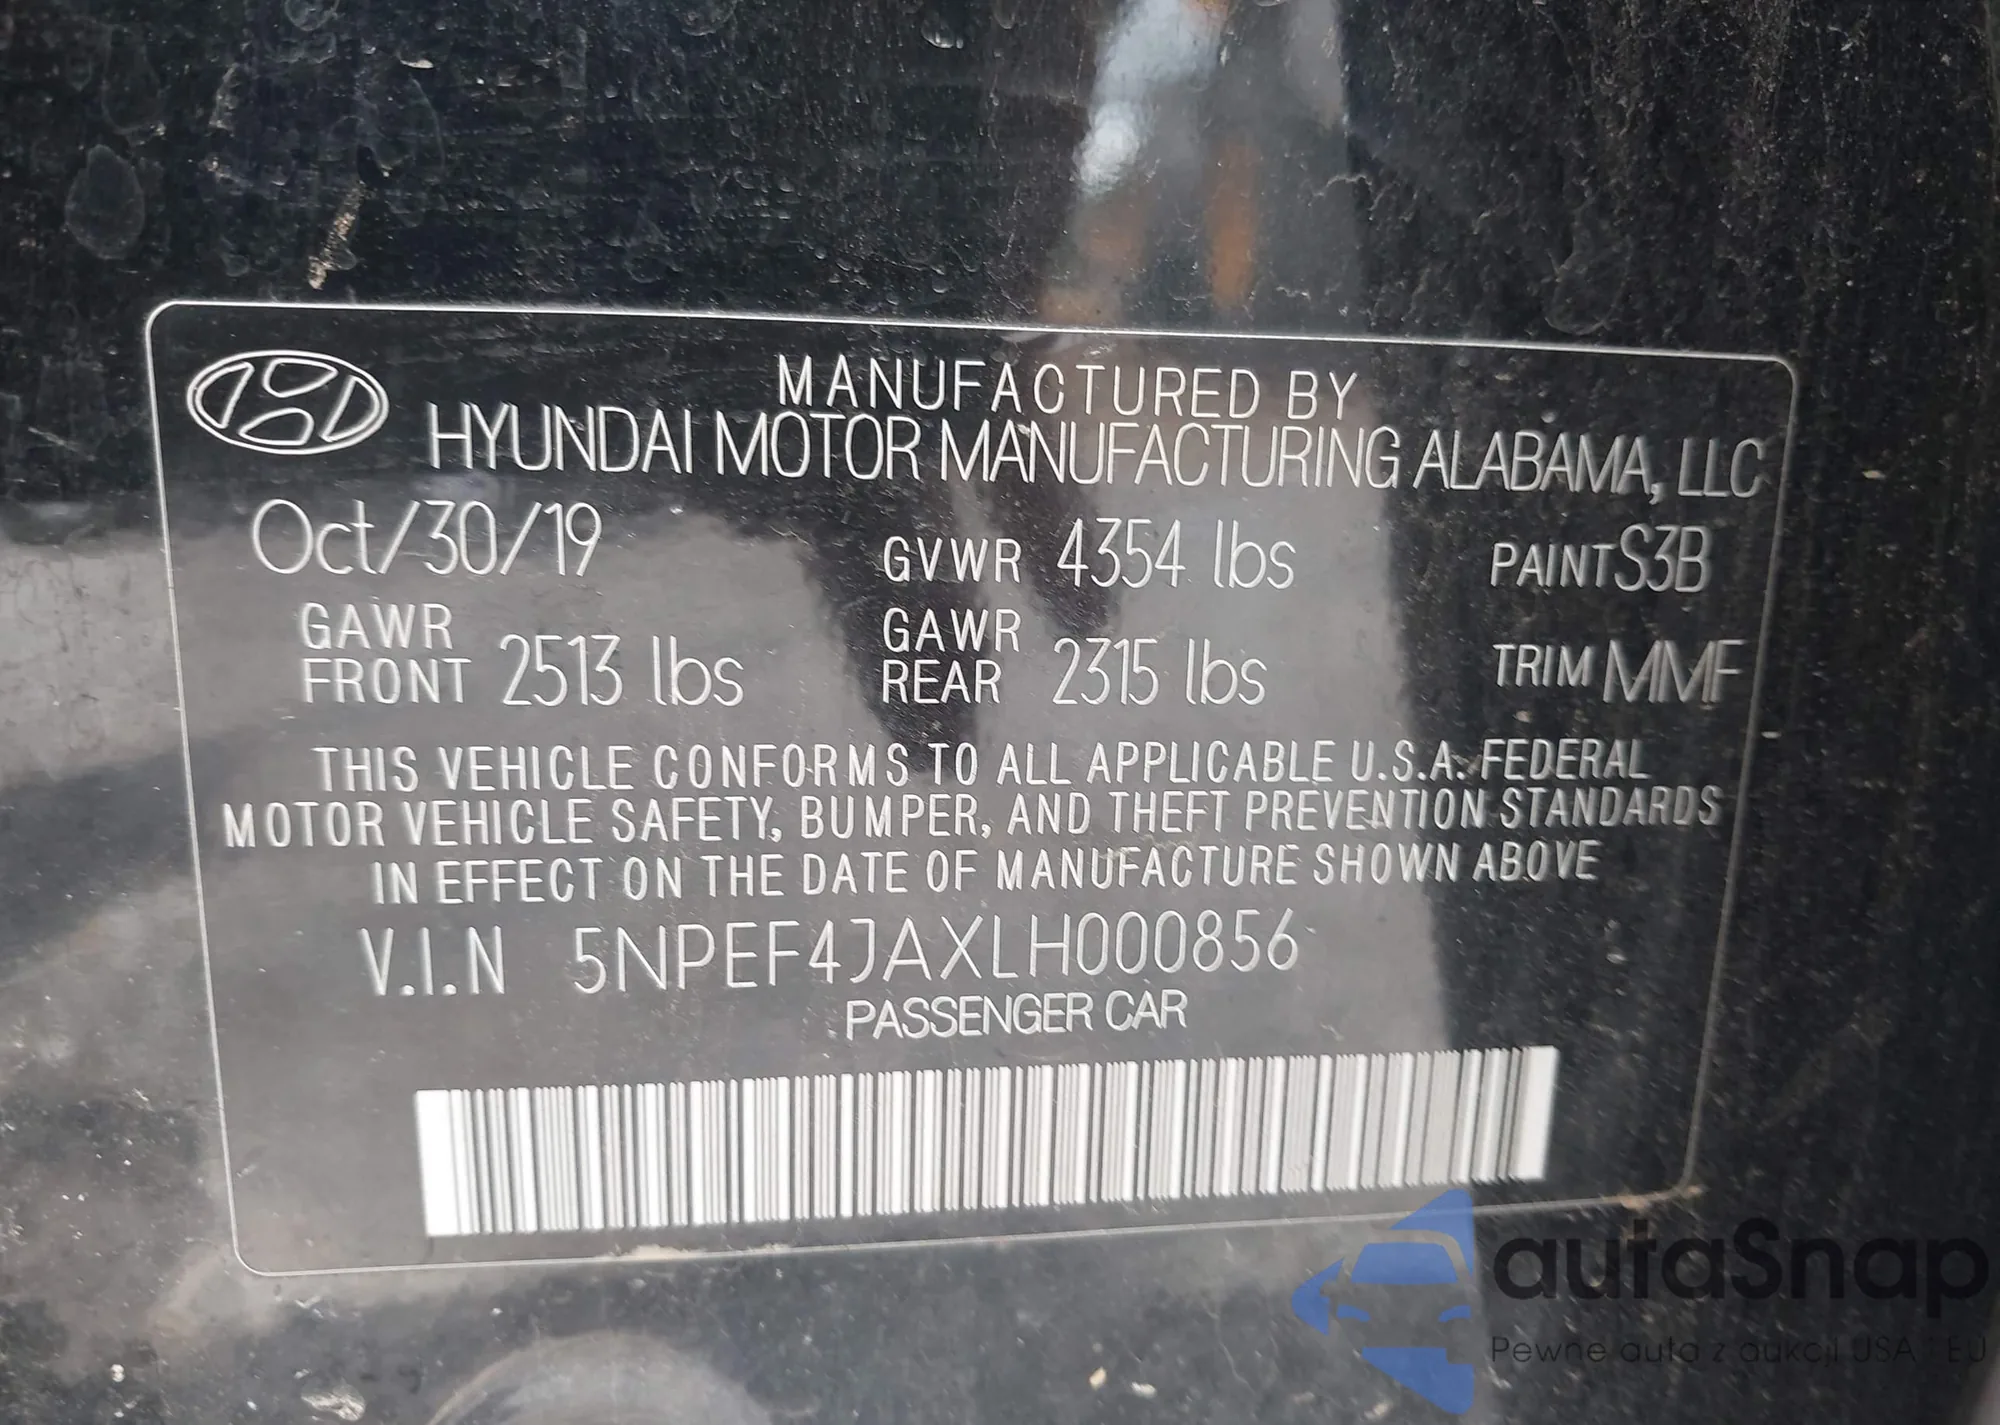 MANUFACTURED BY
HYUNDAI MOTOR MANUFACTURING ALABAMA, LLC
Oct/30/19 GVWR 4354 lbs PAINT S3B
GAWR FRONT 2513 lbs GAWR REAR 2315 lbs TRIM MMF
THIS VEHICLE CONFORMS TO ALL APPLICABLE U.S.A. FEDERAL
MOTOR VEHICLE SAFETY, BUMPER, AND THEFT PREVENTION STANDARDS
IN EFFECT ON THE DATE OF MANUFACTURE SHOWN ABOVE
V.I.N 5NPEF4JAXLH000856
PASSENGER CAR
autaSnap
Pewne auta z aukcji USA i EU